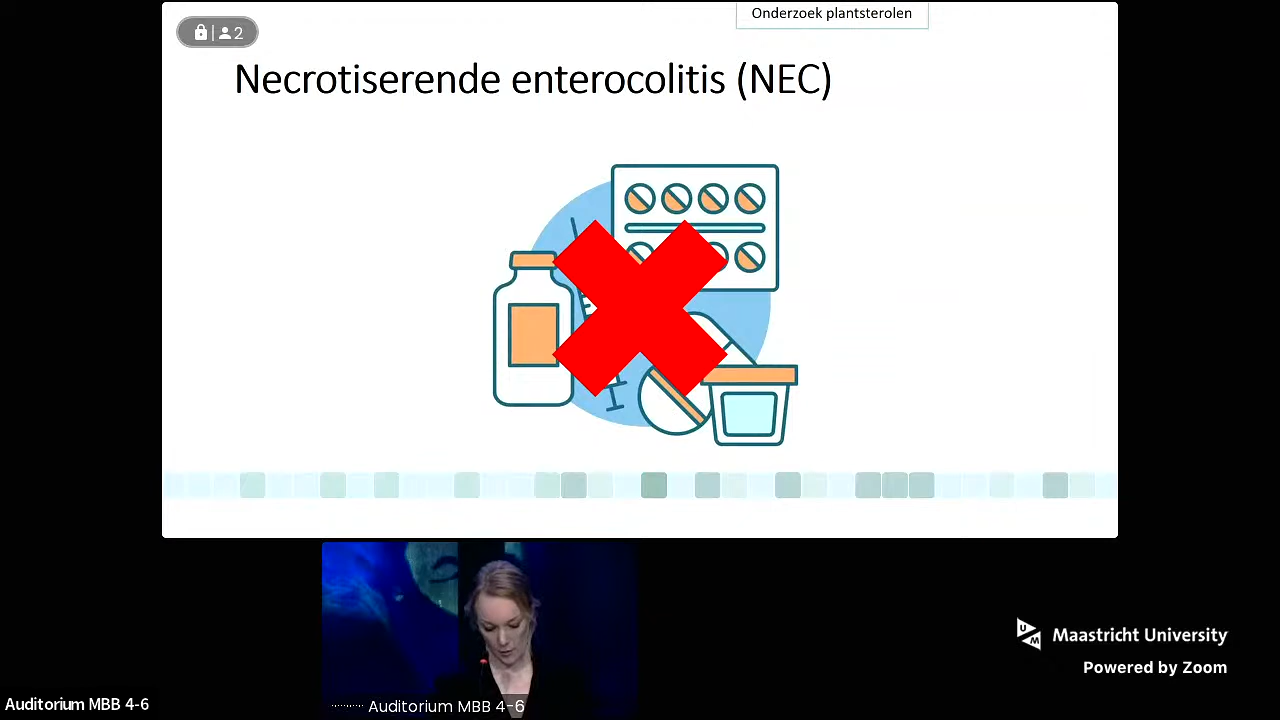 Onderzoek plantsterolen
2
Necrotiserende enterocolitis (NEC)
UM
Maastricht University
Powered by Zoom
Auditorium MBB 4-6
Auditorium MBB 4-6